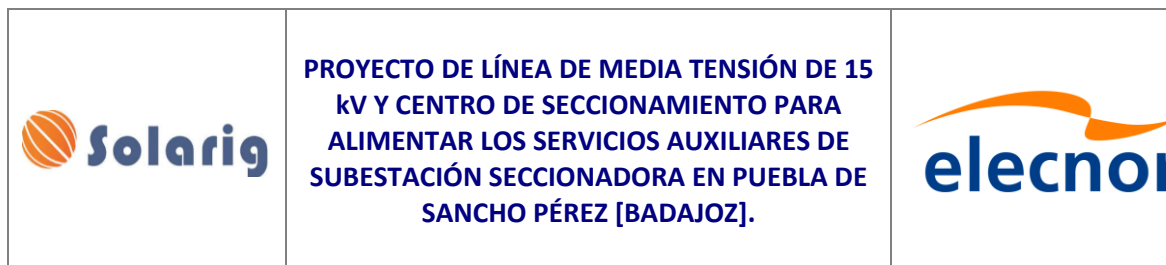 Solarig
PROYECTO DE LÍNEA DE MEDIA TENSIÓN DE 15
kV Y CENTRO DE SECCIONAMIENTO PARA
ALIMENTAR LOS SERVICIOS AUXILIARES DE
SUBESTACIÓN SECCIONADORA EN PUEBLA DE
SANCHO PÉREZ [BADAJOZ].
elecnor